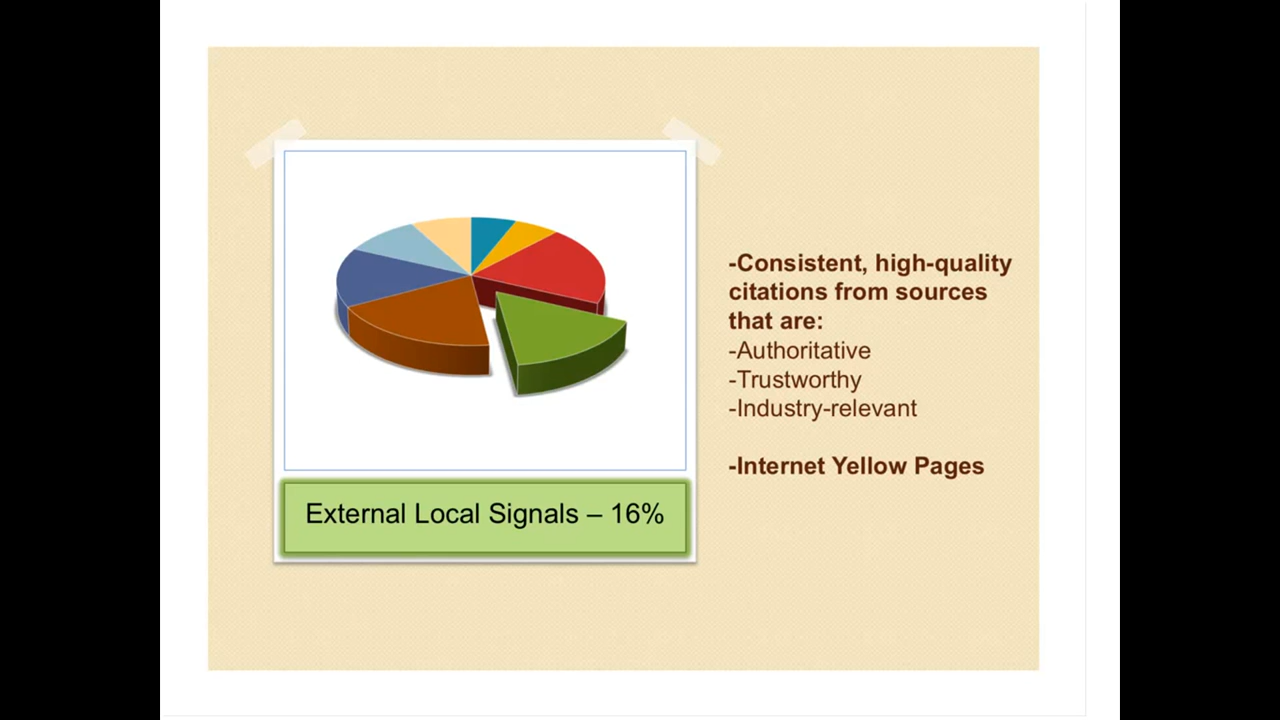 -Consistent, high-quality
citations from sources
that are:
-Authoritative
-Trustworthy
-Industry-relevant
-Internet Yellow Pages
External Local Signals – 16%